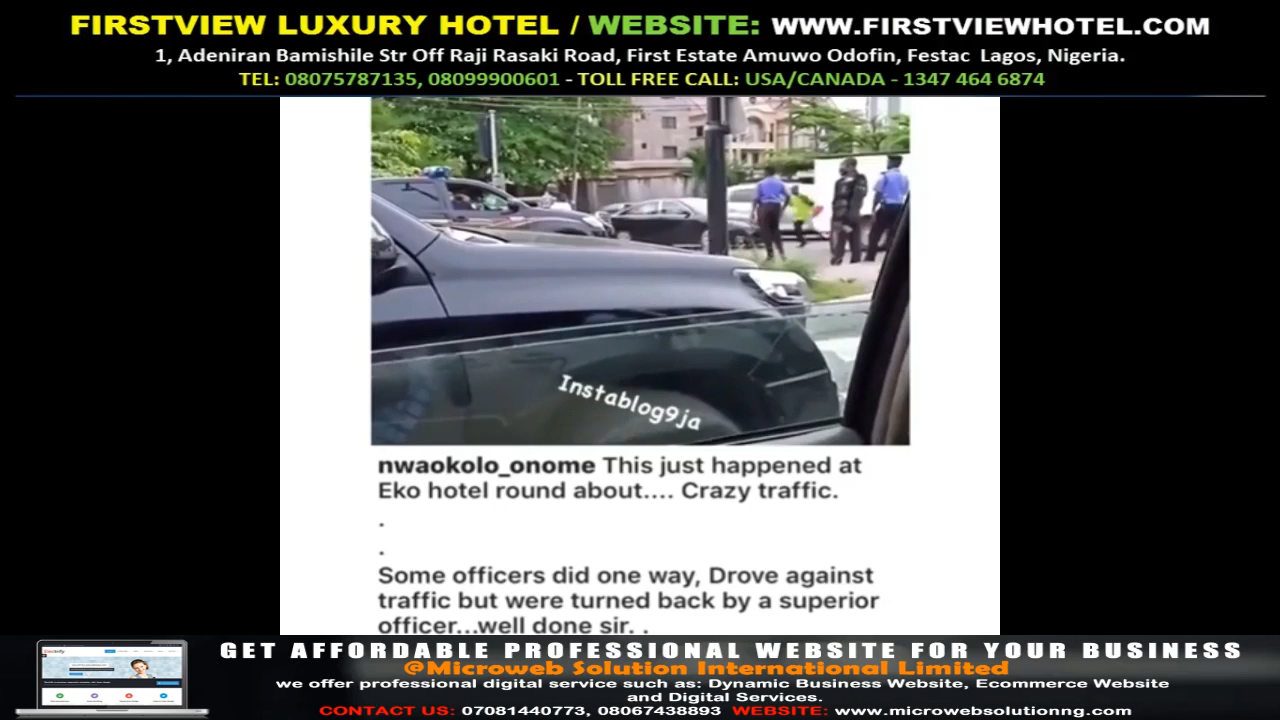 FIRSTVIEW LUXURY HOTEL / WEBSITE: WWW.FIRSTVIEWHOTEL.COM
1, Adeniran Bamishile Str Off Raji Rasaki Road, First Estate Amuwo Odofin, Festac Lagos, Nigeria.
TEL: 08075787135, 08099900601 - TOLL FREE CALL: USA/CANADA - 1347 464 6874
Instablog9ja
nwaokolo_onome This just happened at
Eko hotel round about.... Crazy traffic.
.
.
Some officers did one way, Drove against
traffic but were turned back by a superior
officer...well done sir. .
GET AFFORDABLE PROFESSIONAL WEBSITE FOR YOUR BUSINESS
@Microweb Solution International Limited
we offer professional digital service such as: Dynamic Business Website, Ecommerce Website
and Digital Services.
CONTACT US: 07081440773, 08067438893 WEBSITE: www.microwebsolutionng.com